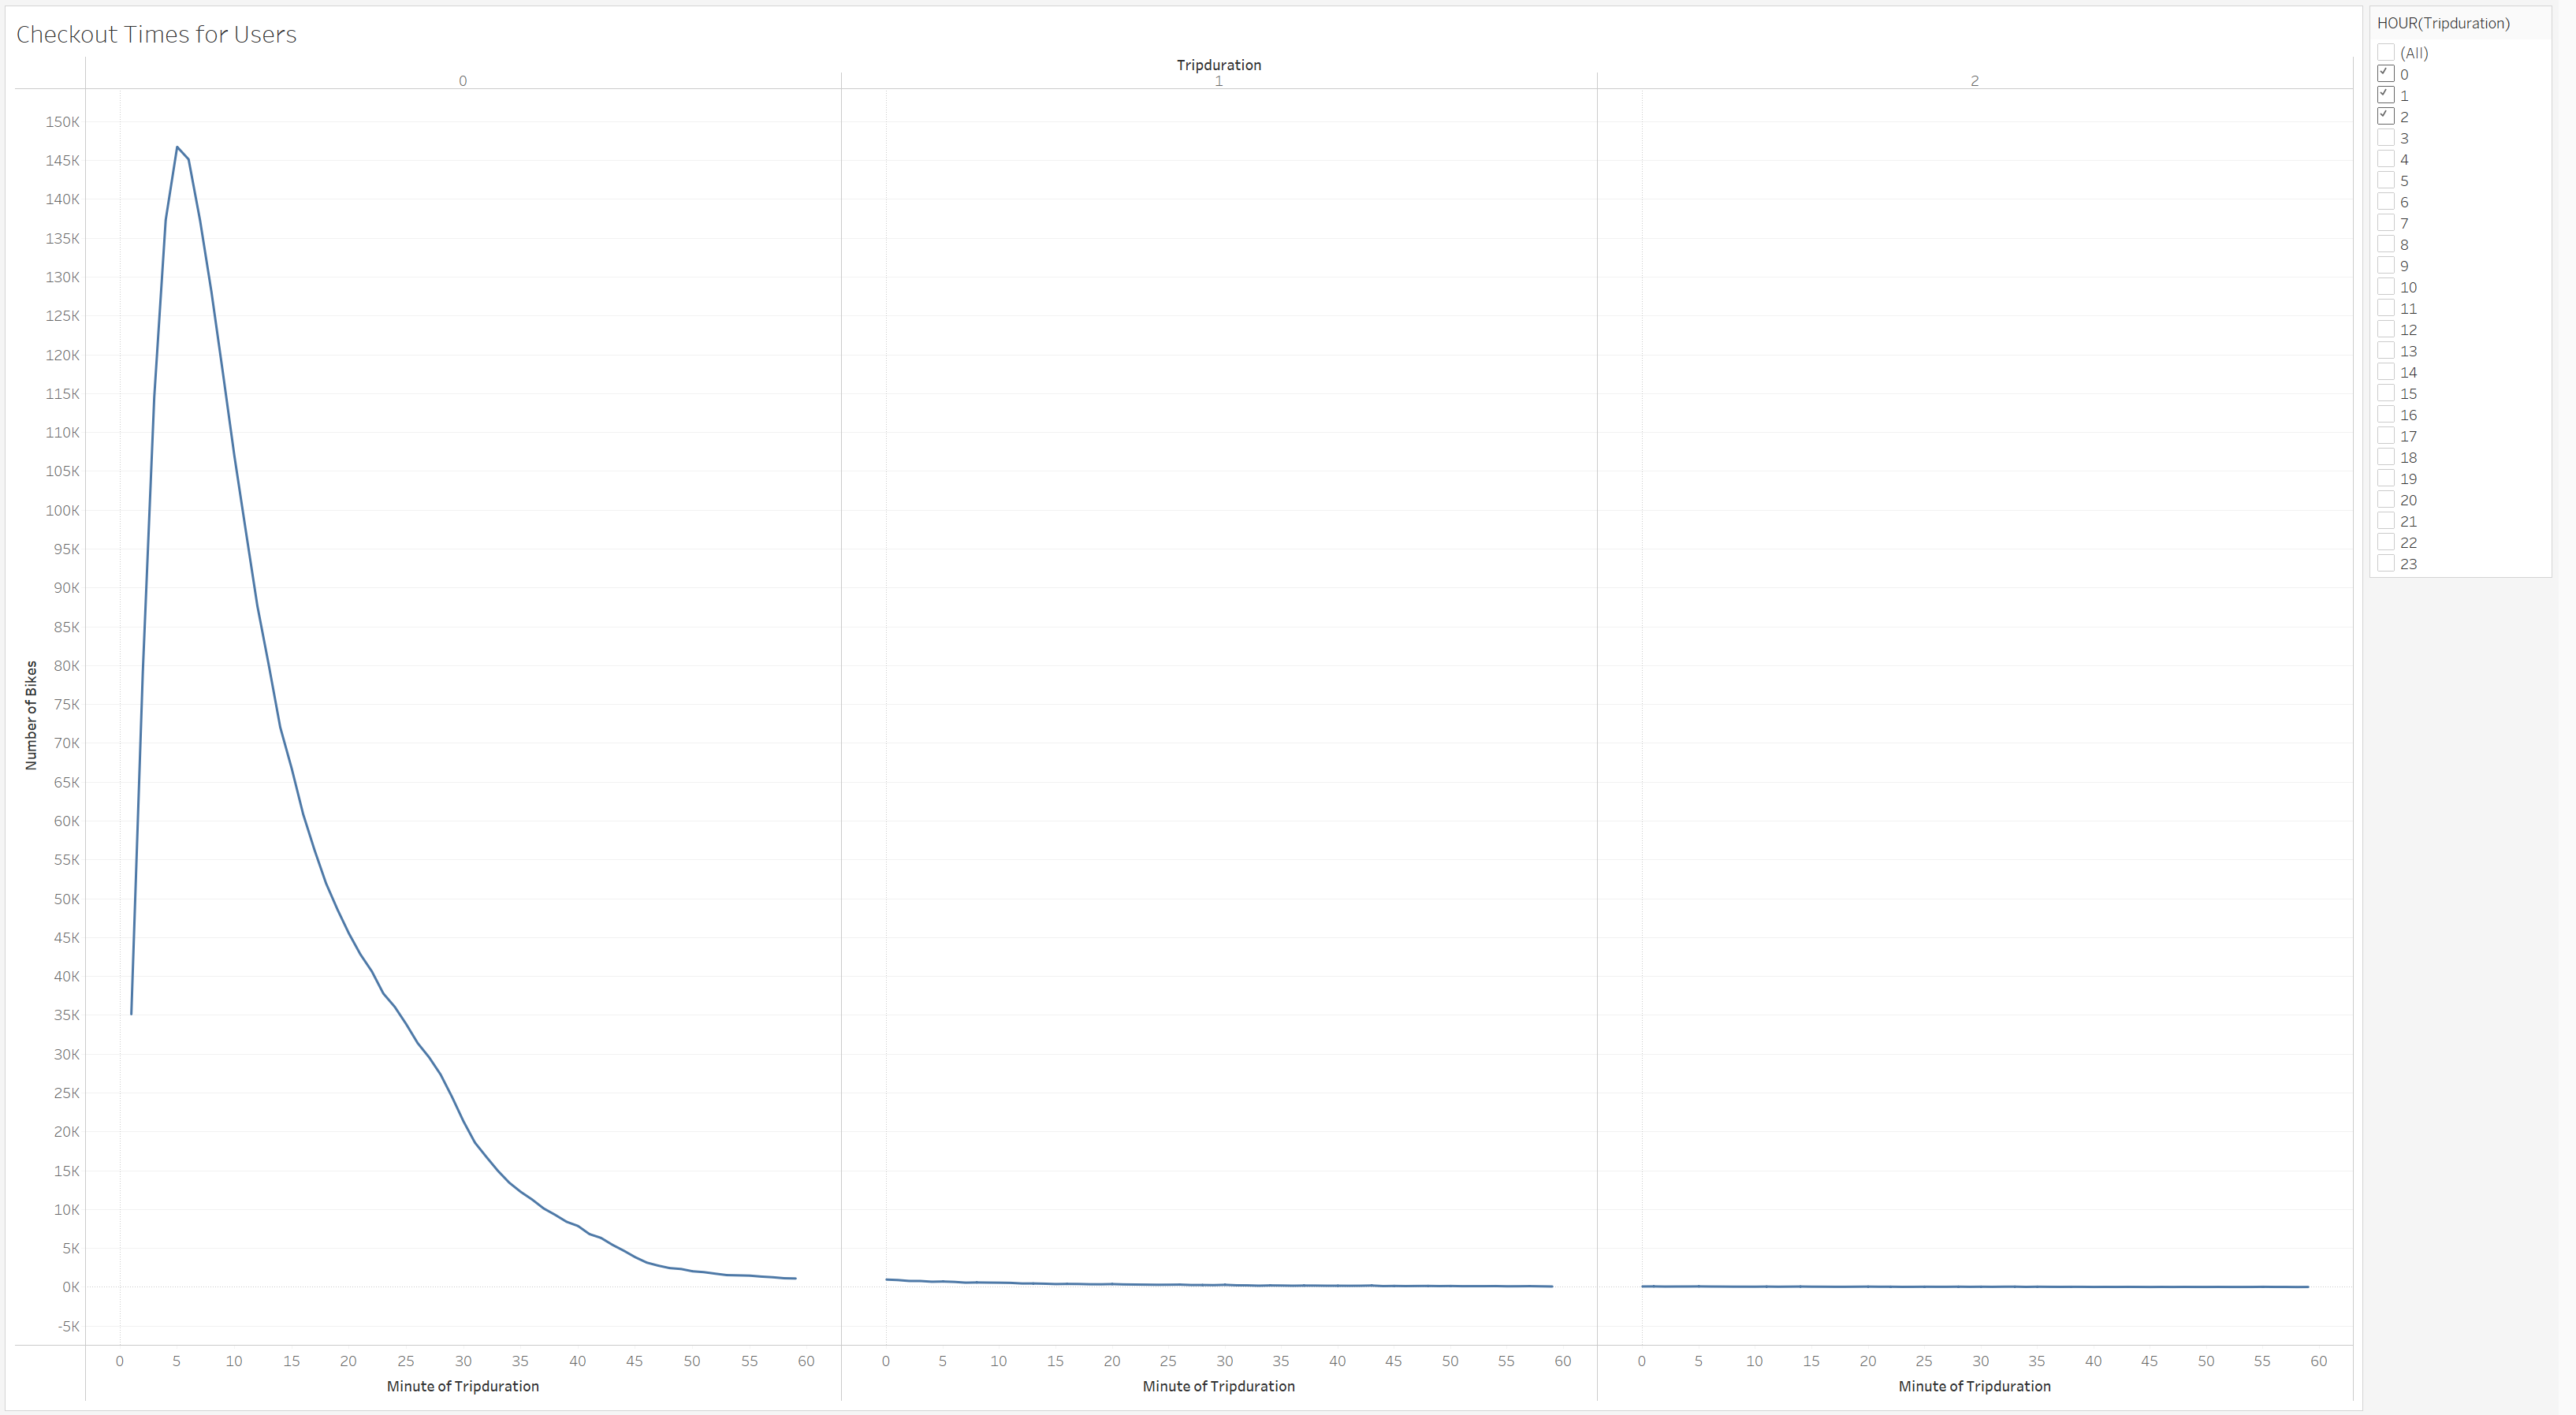 Checkout Times for Users
Tripduration
0 1 2
150K
145K
140K
135K
130K
125K
120K
115K
110K
105K
100K
95K
90K
85K
80K
75K
70K
65K
60K
55K
50K
45K
40K
35K
30K
25K
20K
15K
10K
5K
0K
-5K
Number of Bikes
0 5 10 15 20 25 30 35 40 45 50 55 60
0 5 10 15 20 25 30 35 40 45 50 55 60
0 5 10 15 20 25 30 35 40 45 50 55 60
Minute of Tripduration
Minute of Tripduration
Minute of Tripduration
HOUR(Tripduration)
(All)
0
1
2
3
4
5
6
7
8
9
10
11
12
13
14
15
16
17
18
19
20
21
22
23